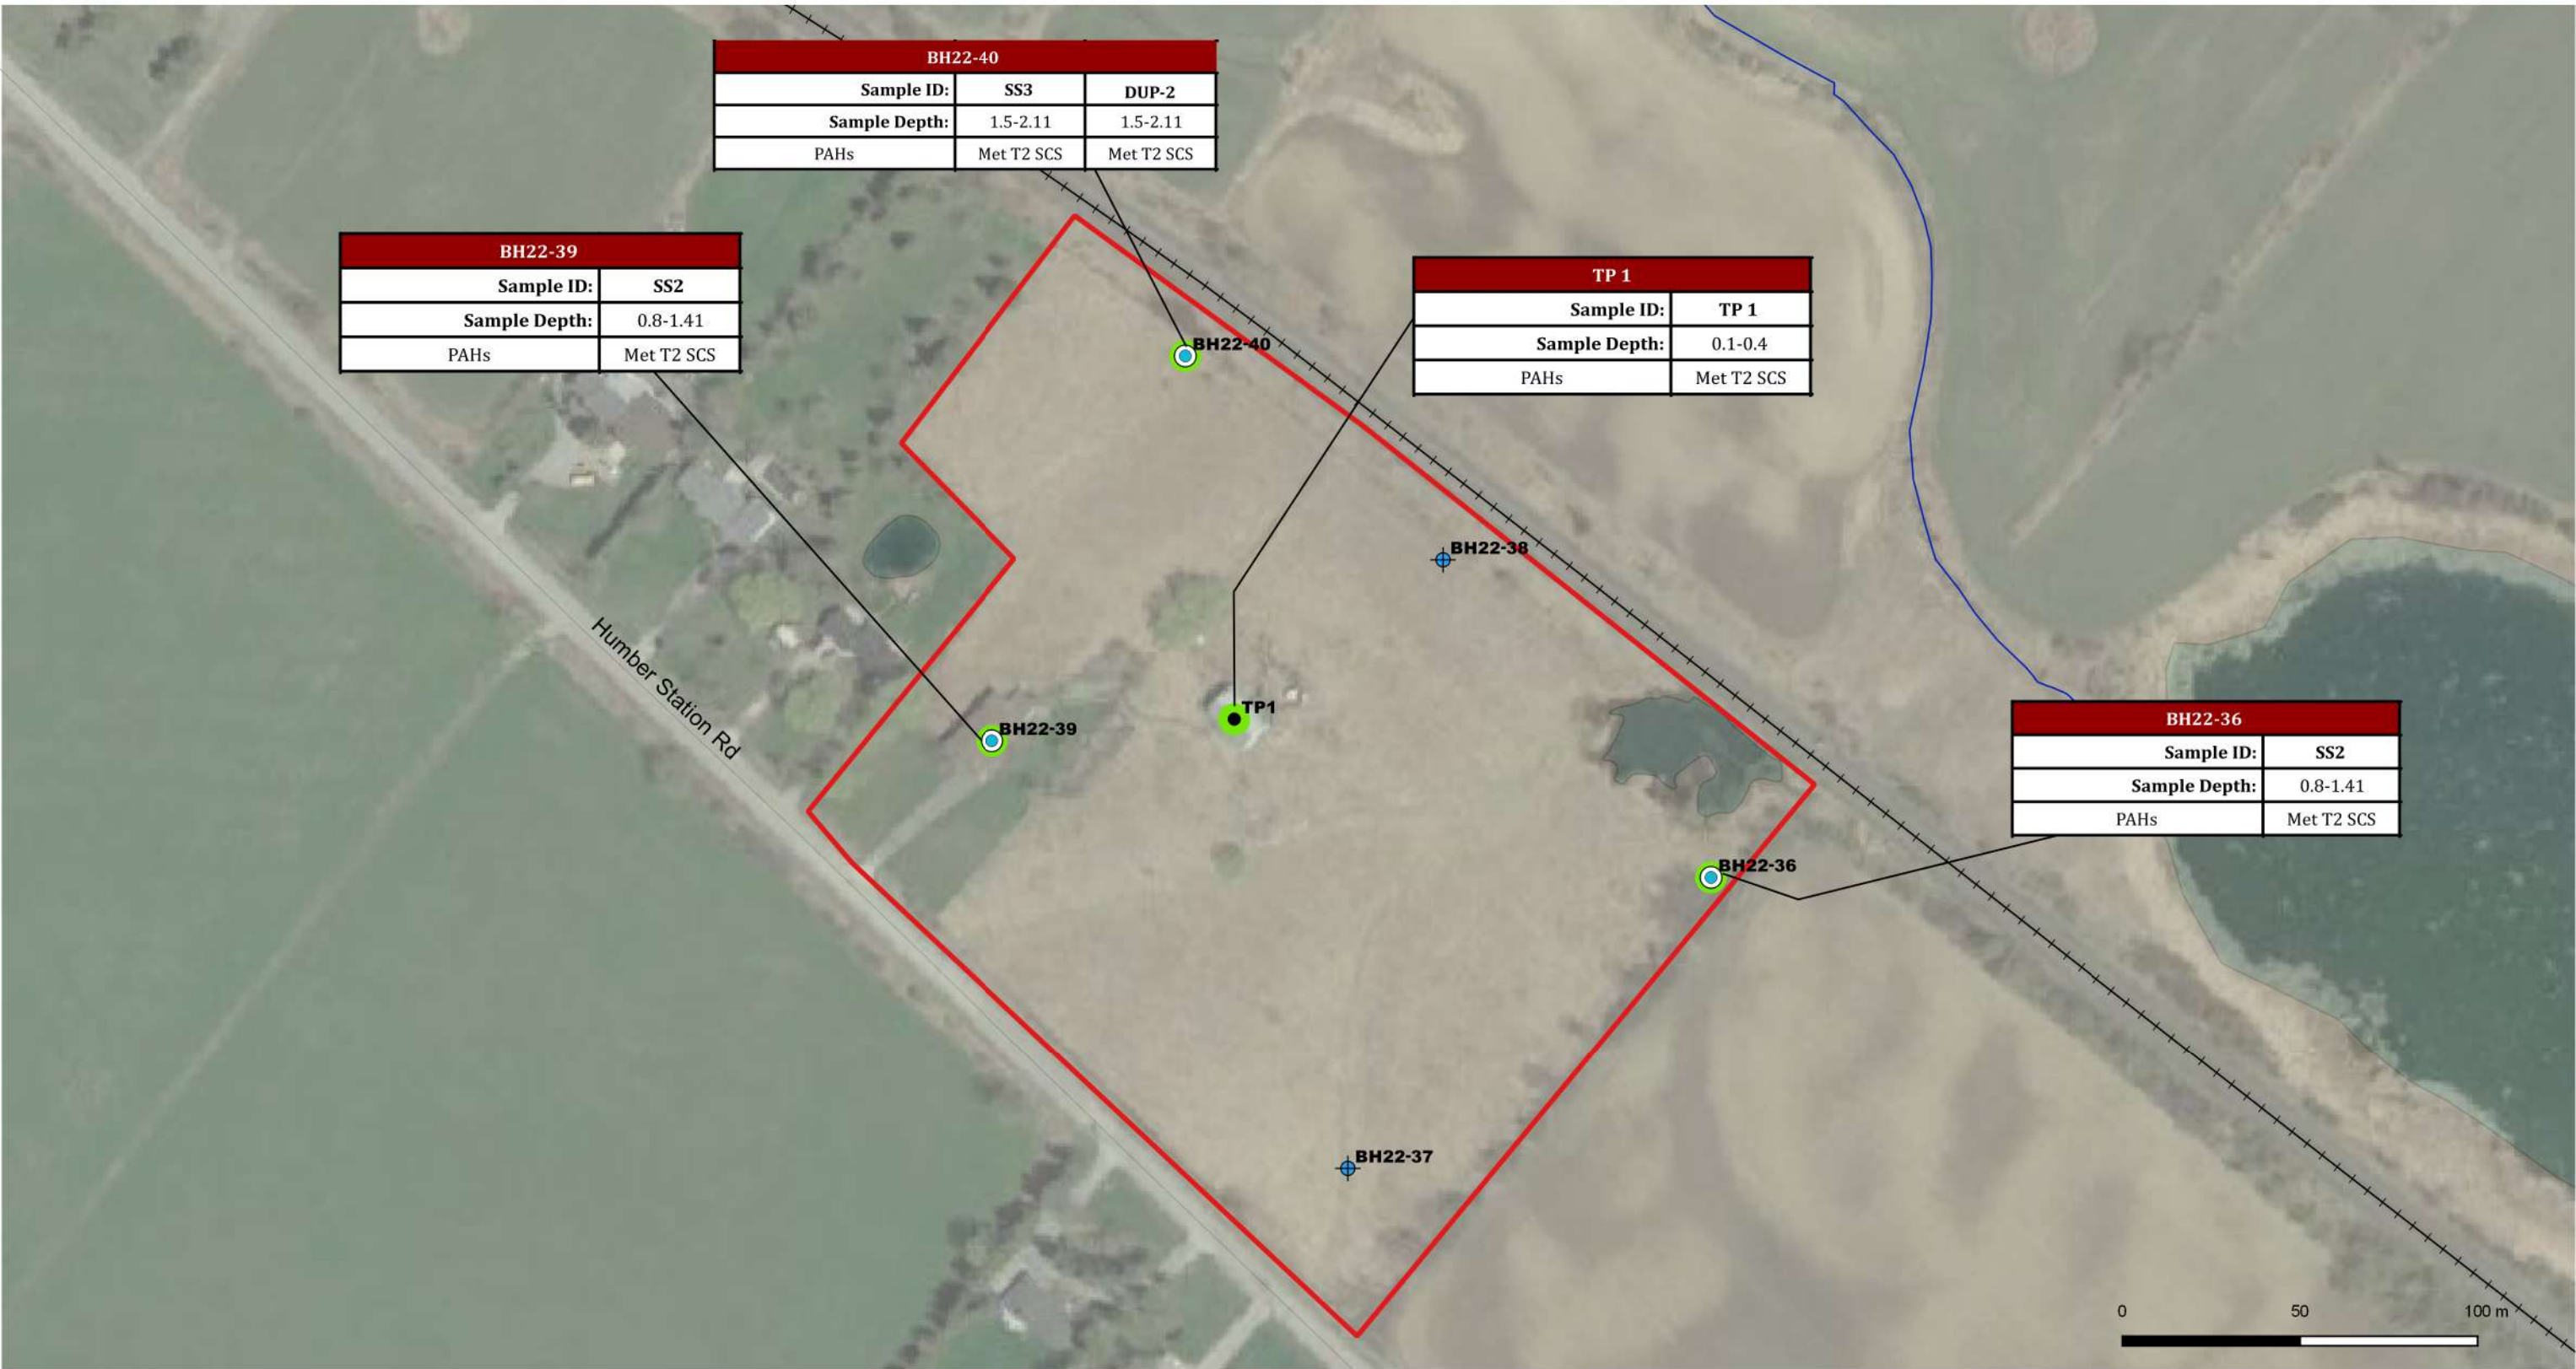 BH22-40
Sample ID: SS3 DUP-2
Sample Depth: 1.5-2.11 1.5-2.11
PAHs Met T2 SCS Met T2 SCS
BH22-39
Sample ID: SS2
Sample Depth: 0.8-1.41
PAHs Met T2 SCS
TP 1
Sample ID: TP 1
Sample Depth: 0.1-0.4
PAHs Met T2 SCS
BH22-40
BH22-38
Humber Station Rd
TP1
BH22-39
BH22-36
Sample ID: SS2
Sample Depth: 0.8-1.41
PAHs Met T2 SCS
BH22-36
BH22-37
0 50 100 m